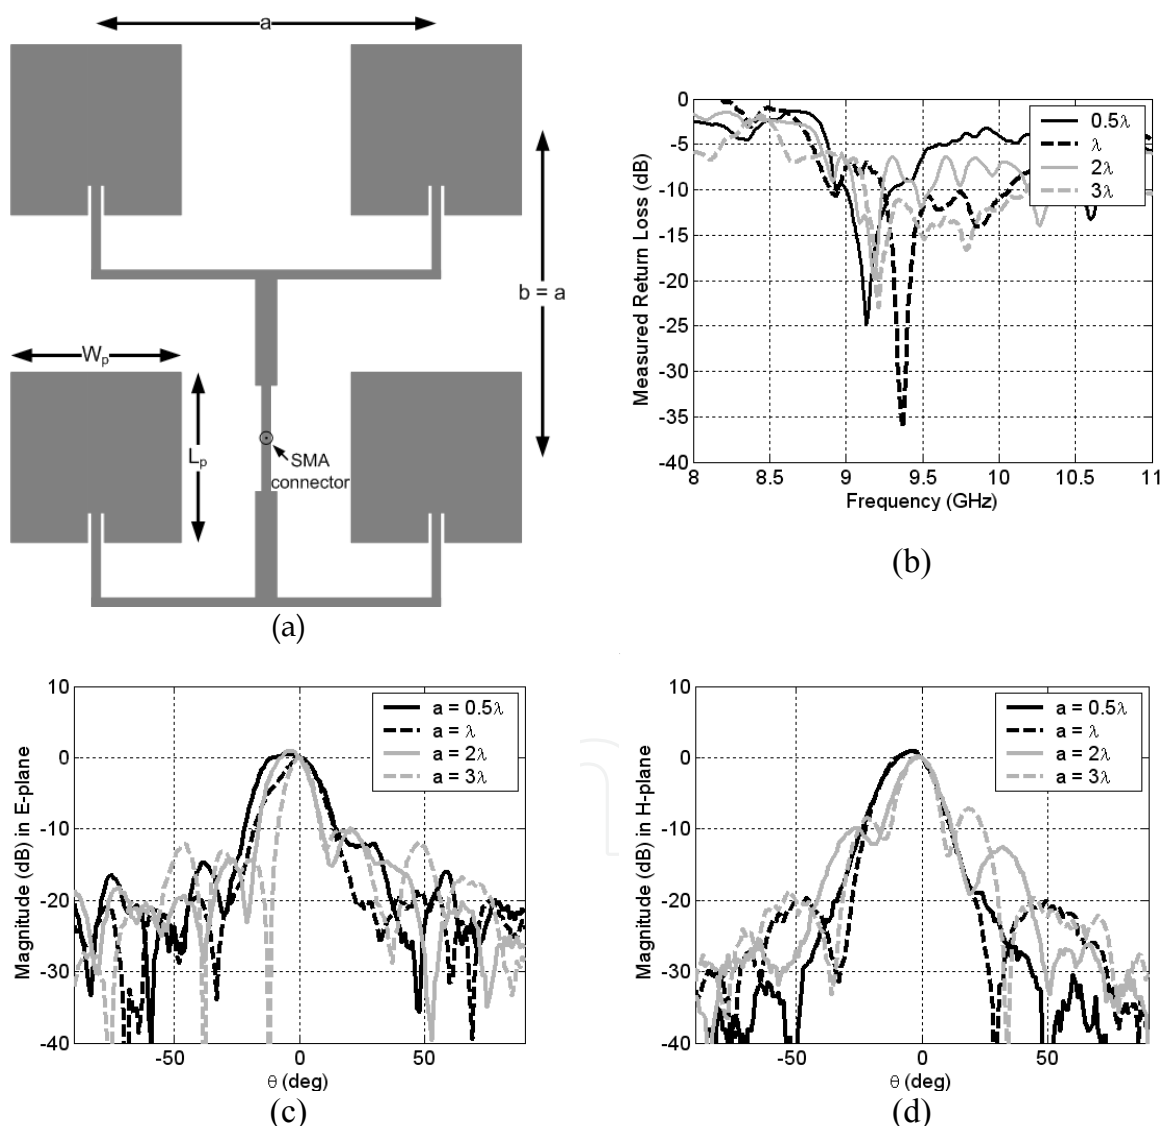 a
b = a
Wₚ
Lₚ
SMA
connector
(a)
0
-5
-10
-15
-20
-25
-30
-35
-40
Measured Return Loss (dB)
8
8.5
9
9.5
10
10.5
11
Frequency (GHz)
0.5λ
λ
2λ
3λ
(b)
10
0
-10
-20
-30
-40
Magnitude (dB) in E-plane
-50
0
50
θ (deg)
a = 0.5λ
a = λ
a = 2λ
a = 3λ
(c)
10
0
-10
-20
-30
-40
Magnitude (dB) in H-plane
-50
0
50
θ (deg)
a = 0.5λ
a = λ
a = 2λ
a = 3λ
(d)